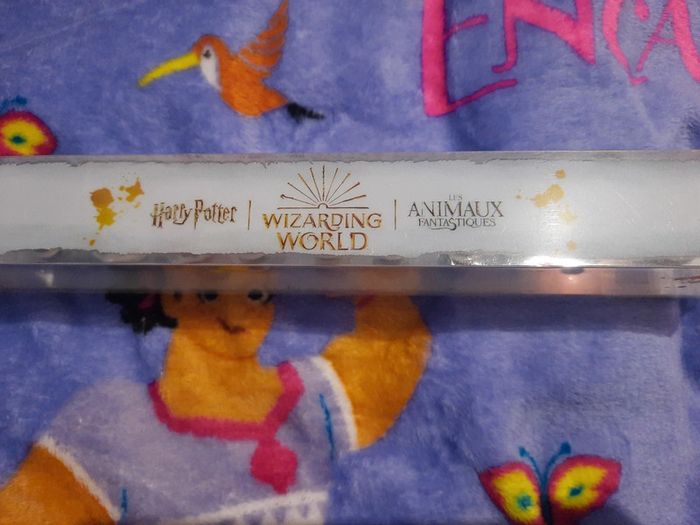 ENCA
Harry Potter
WIZARDING
WORLD
LES
ANIMAUX
FANTASTIQUES